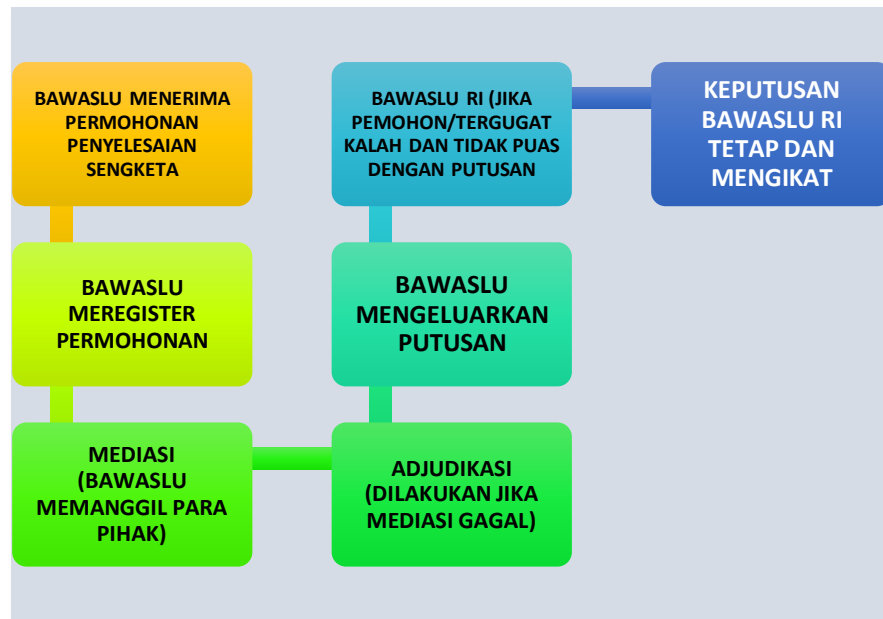 BAWASLU MENERIMA
PERMOHONAN
PENYELESAIAN
SENGKETA
BAWASLU
MEREGISTER
PERMOHONAN
MEDIASI
(BAWASLU
MEMANGGIL PARA
PIHAK)
ADJUDIKASI
(DILAKUKAN JIKA
MEDIASI GAGAL)
BAWASLU
MENGELUARKAN
PUTUSAN
BAWASLU RI (JIKA
PEMOHON/TERGUGAT
KALAH DAN TIDAK PUAS
DENGAN PUTUSAN
KEPUTUSAN
BAWASLU RI
TETAP DAN
MENGIKAT